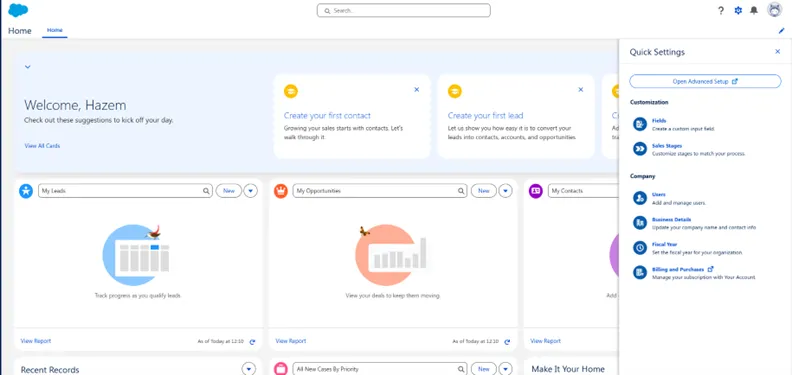 Search...
?
Home
Home
Welcome, Hazem
Check out these suggestions to kick off your day.
View All Cards
Create your first contact
Growing your sales starts with contacts. Let's
walk through it.
Create your first lead
Let us show you how easy it is to convert your
leads into contacts, accounts, and opportunities.
My Leads
New
Track progress as you qualify leads.
View Report
As of Today at 12:10
My Opportunities
New
View your deals to keep them moving.
View Report
As of Today at 12:10
My Contacts
Add
View Report
Recent Records
All New Cases By Priority
New
Make It Your Home
Quick Settings
Open Advanced Setup
Customization
Fields
Create a custom input field.
Sales Stages
Customize stages to match your process.
Company
Users
Add and manage users.
Business Details
Update your company name and contact info
Fiscal Year
Set the fiscal year for your organization.
Billing and Purchases
Manage your subscription with Your Account.